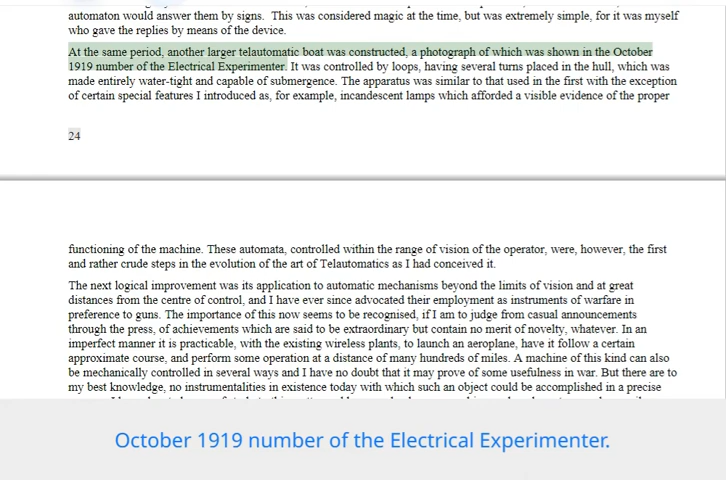 automaton would answer them by signs. This was considered magic at the time, but was extremely simple, for it was myself
who gave the replies by means of the device.
At the same period, another larger telautomatic boat was constructed, a photograph of which was shown in the October
1919 number of the Electrical Experimenter. It was controlled by loops, having several turns placed in the hull, which was
made entirely water-tight and capable of submergence. The apparatus was similar to that used in the first with the exception
of certain special features I introduced as, for example, incandescent lamps which afforded a visible evidence of the proper
24
functioning of the machine. These automata, controlled within the range of vision of the operator, were, however, the first
and rather crude steps in the evolution of the art of Telautomatics as I had conceived it.
The next logical improvement was its application to automatic mechanisms beyond the limits of vision and at great
distances from the centre of control, and I have ever since advocated their employment as instruments of warfare in
preference to guns. The importance of this now seems to be recognised, if I am to judge from casual announcements
through the press, of achievements which are said to be extraordinary but contain no merit of novelty, whatever. In an
imperfect manner it is practicable, with the existing wireless plants, to launch an aeroplane, have it follow a certain
approximate course, and perform some operation at a distance of many hundreds of miles. A machine of this kind can also
be mechanically controlled in several ways and I have no doubt that it may prove of some usefulness in war. But there are to
my best knowledge, no instrumentalities in existence today with which such an object could be accomplished in a precise
October 1919 number of the Electrical Experimenter.